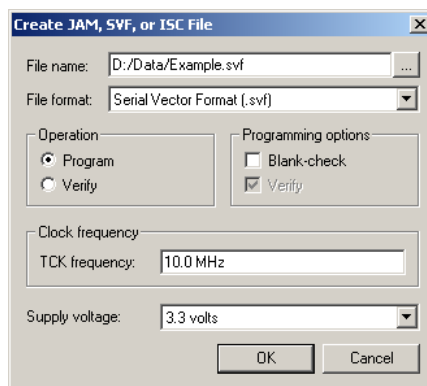 Create JAM, SVF, or ISC File
File name: D:/Data/Example.svf ...
File format: Serial Vector Format (.svf)
Operation
Program
Verify
Programming options
Blank-check
Verify
Clock frequency
TCK frequency: 10.0 MHz
Supply voltage: 3.3 volts
OK Cancel